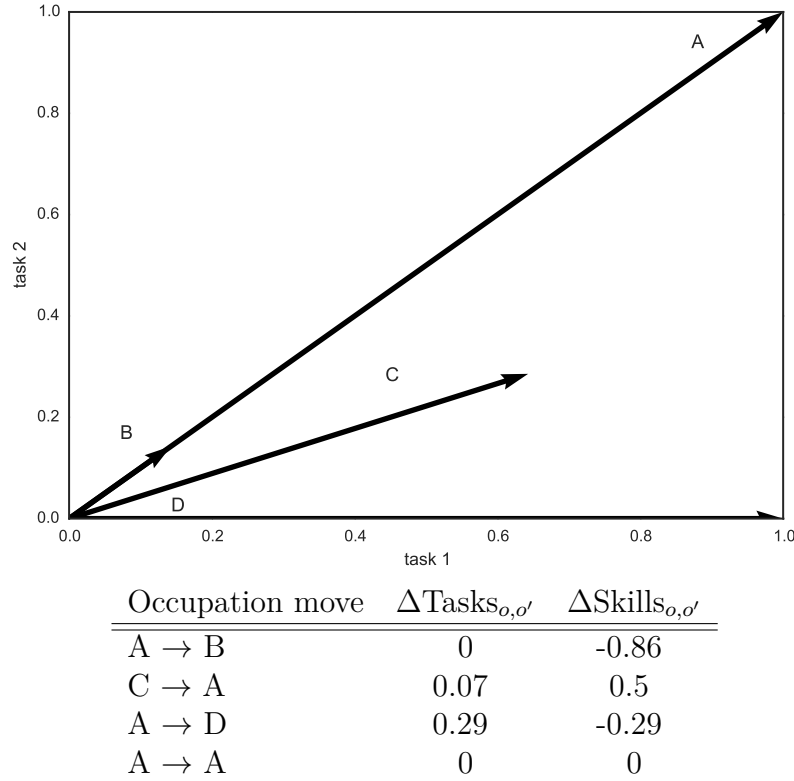 1.0
A
0.8
0.6
task 2
0.4
C
0.2
B
D
0.0
0.0 0.2 0.4 0.6 0.8 1.0
task 1
Occupation move ΔTasksₒ,ₒ′ ΔSkillsₒ,ₒ′
A → B 0 -0.86
C → A 0.07 0.5
A → D 0.29 -0.29
A → A 0 0